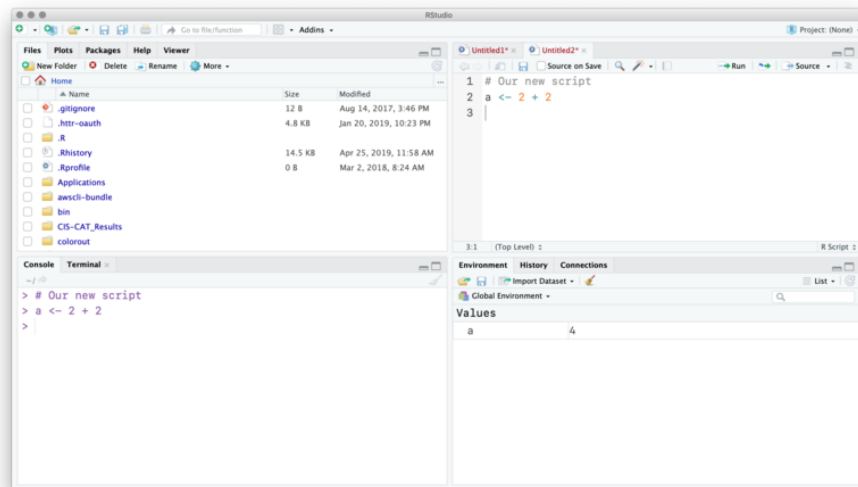 RStudio
Go to file/function
Addins
Project: (None)
Files Plots Packages Help Viewer
New Folder Delete Rename More
Home ...
Name Size Modified
.gitignore 12 B Aug 14, 2017, 3:46 PM
.httr-oauth 4.8 KB Jan 20, 2019, 10:23 PM
.R
.Rhistory 14.5 KB Apr 25, 2019, 11:58 AM
.Rprofile 0 B Mar 2, 2018, 8:24 AM
Applications
awscli-bundle
bin
CIS-CAT_Results
colorout
Untitled1* Untitled2*
Source on Save Run Source
1 # Our new script
2 a <- 2 + 2
3
3:1 (Top Level) R Script
Console Terminal
~/
> # Our new script
> a <- 2 + 2
>
Environment History Connections
Import Dataset List
Global Environment
Values
a 4